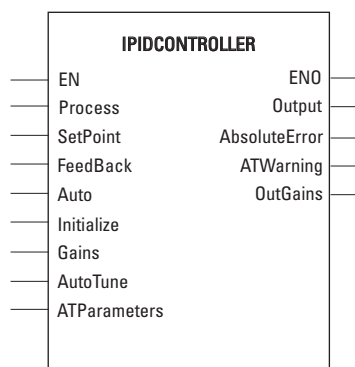 IPIDCONTROLLER
EN ENO
Process Output
SetPoint AbsoluteError
FeedBack ATWarning
Auto OutGains
Initialize
Gains
AutoTune
ATParameters